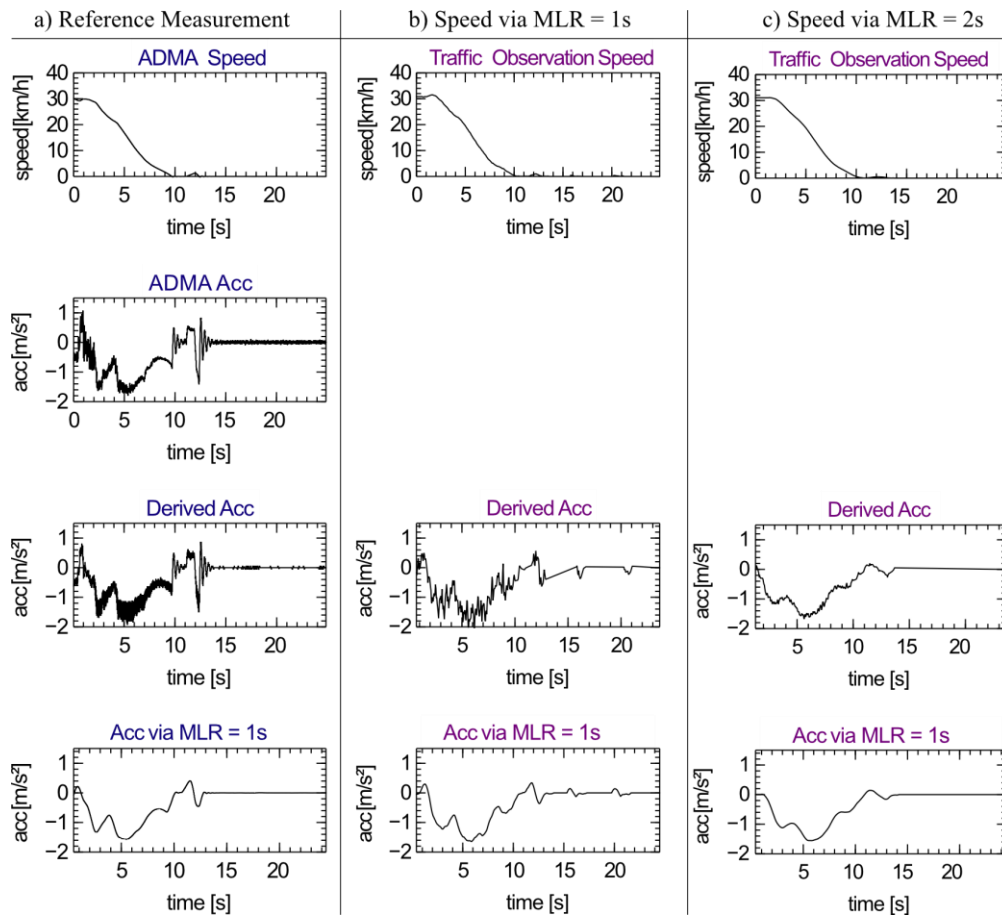 a) Reference Measurement
b) Speed via MLR = 1s
c) Speed via MLR = 2s
ADMA Speed
Traffic Observation Speed
Traffic Observation Speed
speed[km/h]
40
30
20
10
0
0 5 10 15 20
time [s]
speed[km/h]
40
30
20
10
0
0 5 10 15 20
time [s]
speed[km/h]
40
30
20
10
0
0 5 10 15 20
time [s]
ADMA Acc
acc[m/s²]
1
0
−1
−2
0 5 10 15 20
time [s]
Derived Acc
Derived Acc
Derived Acc
acc[m/s²]
1
0
−1
−2
0 5 10 15 20
time [s]
acc[m/s²]
1
0
−1
−2
5 10 15 20
time [s]
acc[m/s²]
1
0
−1
−2
5 10 15 20
time [s]
Acc via MLR = 1s
Acc via MLR = 1s
Acc via MLR = 1s
acc[m/s²]
1
0
−1
−2
5 10 15 20
time [s]
acc[m/s²]
1
0
−1
−2
5 10 15 20
time [s]
acc[m/s²]
1
0
−1
−2
5 10 15 20
time [s]